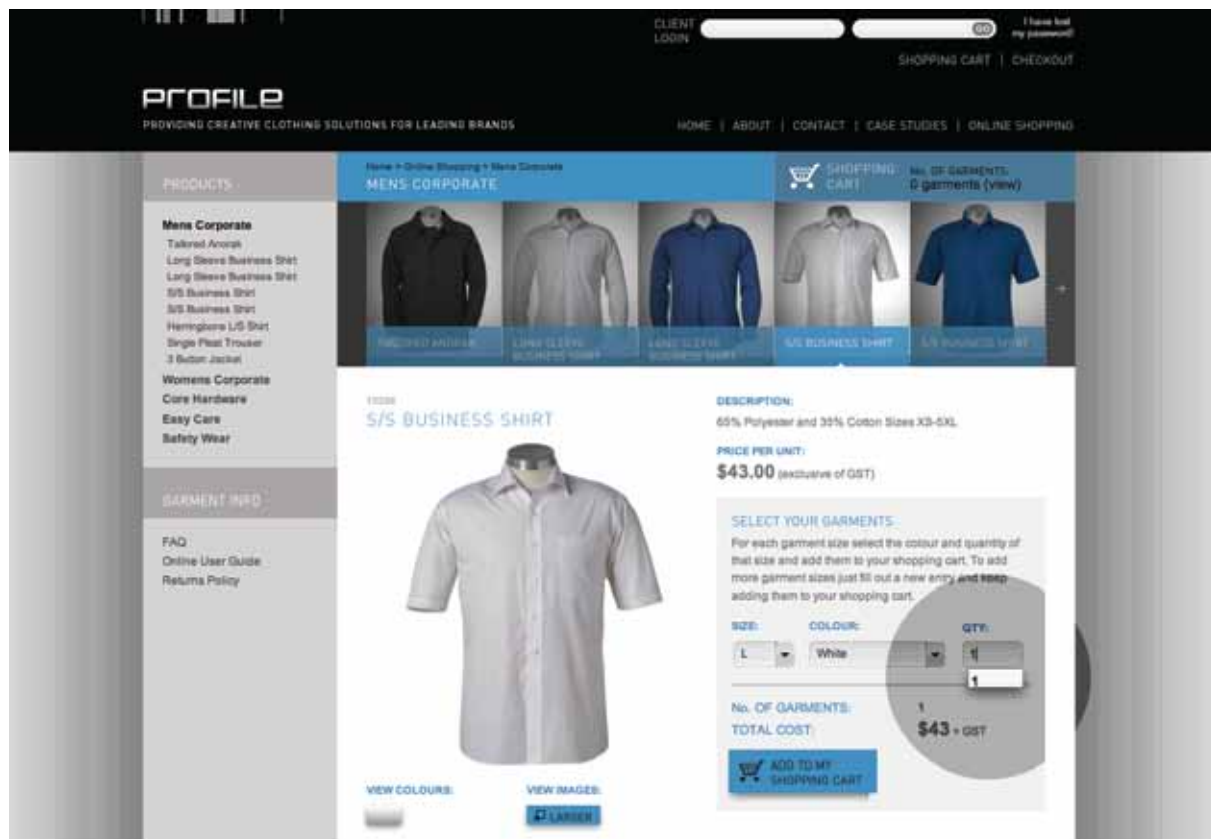 CLIENT
LOGIN
GO
I have lost
my password!
SHOPPING CART | CHECKOUT
PROFILE
PROVIDING CREATIVE CLOTHING SOLUTIONS FOR LEADING BRANDS
HOME | ABOUT | CONTACT | CASE STUDIES | ONLINE SHOPPING
PRODUCTS
Mens Corporate
Tailored Anorak
Long Sleeve Business Shirt
Long Sleeve Business Shirt
S/S Business Shirt
S/S Business Shirt
Herringbone L/S Shirt
Single Pleat Trouser
3 Button Jacket
Womens Corporate
Core Hardware
Easy Care
Safety Wear
GARMENT INFO
FAQ
Online User Guide
Returns Policy
Home > Online Shopping > Mens Corporate
MENS CORPORATE
SHOPPING
CART
No. OF GARMENTS:
0 garments (view)
TAILORED ANORAK
LONG SLEEVE
BUSINESS SHIRT
LONG SLEEVE
BUSINESS SHIRT
S/S BUSINESS SHIRT
S/S BUSINESS SHIRT
S/S BUSINESS SHIRT
VIEW COLOURS:
VIEW IMAGES:
LARGER
DESCRIPTION:
65% Polyester and 35% Cotton Sizes XS-5XL
PRICE PER UNIT:
$43.00 (exclusive of GST)
SELECT YOUR GARMENTS
For each garment size select the colour and quantity of
that size and add them to your shopping cart. To add
more garment sizes just fill out a new entry and keep
adding them to your shopping cart.
SIZE: COLOUR: QTY:
L White 1
1
No. OF GARMENTS: 1
TOTAL COST: $43 + GST
ADD TO MY
SHOPPING CART